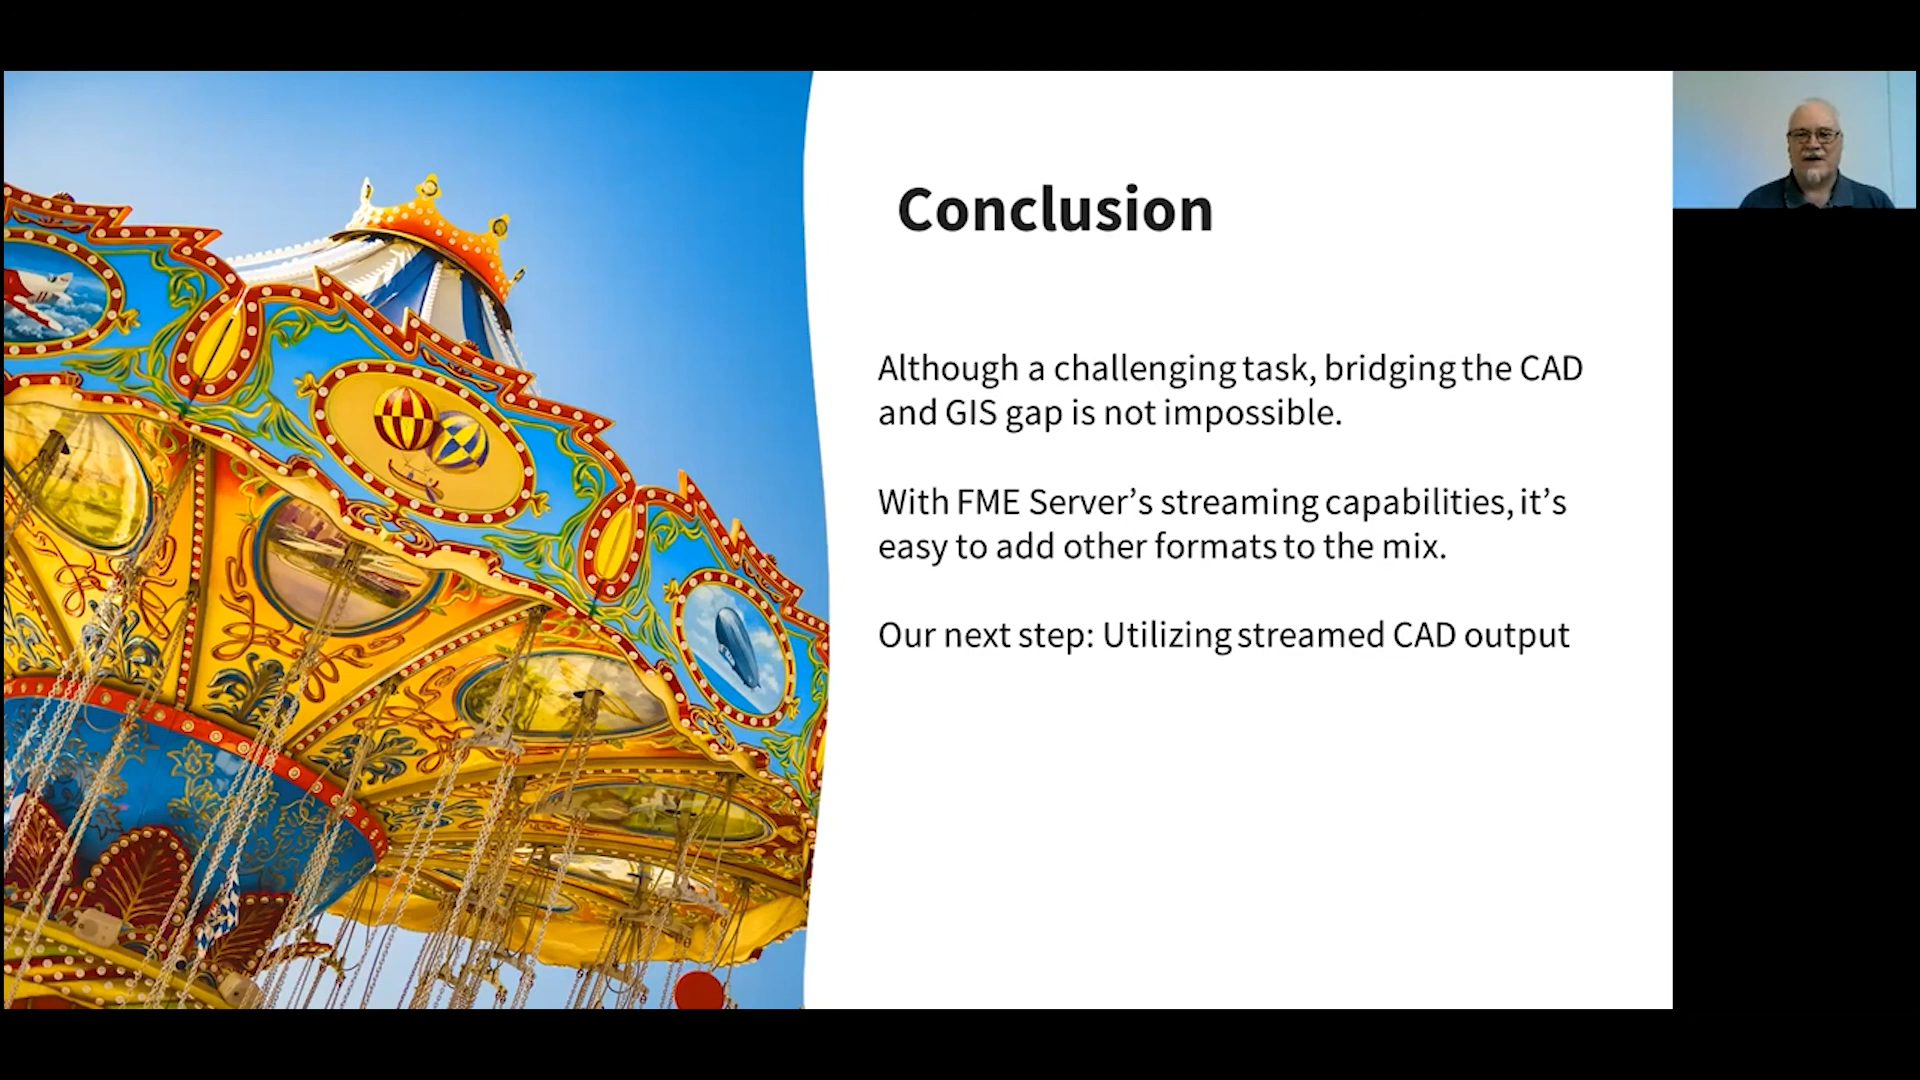 Conclusion
Although a challenging task, bridging the CAD
and GIS gap is not impossible.
With FME Server’s streaming capabilities, it’s
easy to add other formats to the mix.
Our next step: Utilizing streamed CAD output